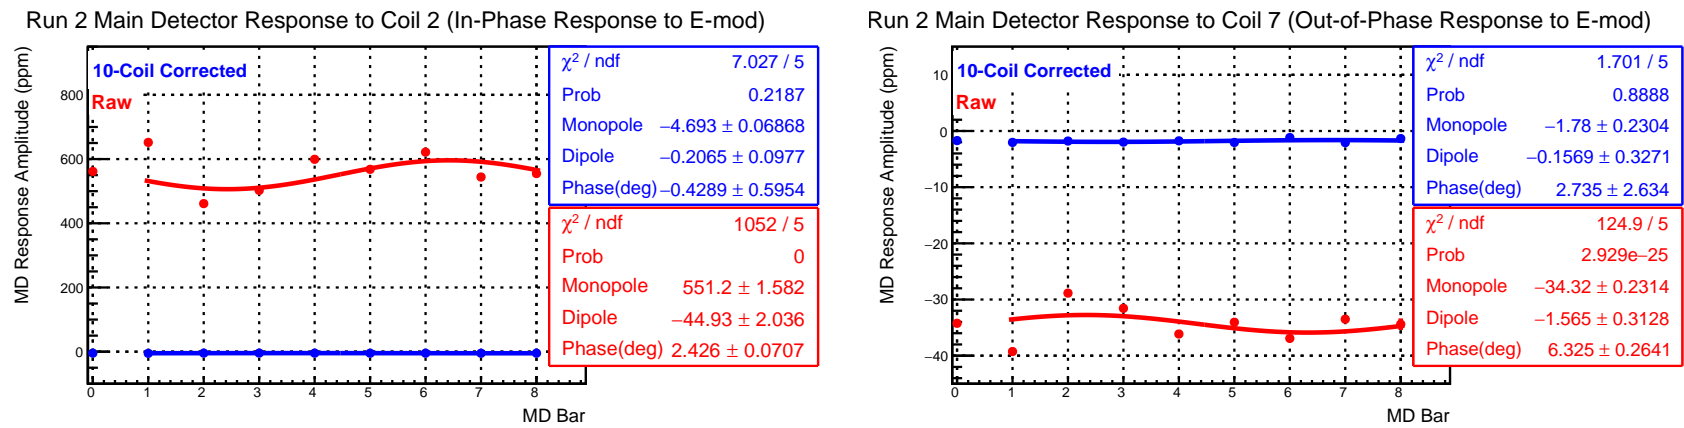 Run 2 Main Detector Response to Coil 2 (In-Phase Response to E-mod)
MD Response Amplitude (ppm)
10-Coil Corrected
Raw
800
600
400
200
0
0 1 2 3 4 5 6 7 8
MD Bar
χ² / ndf 7.027 / 5
Prob 0.2187
Monopole −4.693 ± 0.06868
Dipole −0.2065 ± 0.0977
Phase(deg) −0.4289 ± 0.5954
χ² / ndf 1052 / 5
Prob 0
Monopole 551.2 ± 1.582
Dipole −44.93 ± 2.036
Phase(deg) 2.426 ± 0.0707
Run 2 Main Detector Response to Coil 7 (Out-of-Phase Response to E-mod)
MD Response Amplitude (ppm)
10-Coil Corrected
Raw
10
0
−10
−20
−30
−40
0 1 2 3 4 5 6 7 8
MD Bar
χ² / ndf 1.701 / 5
Prob 0.8888
Monopole −1.78 ± 0.2304
Dipole −0.1569 ± 0.3271
Phase(deg) 2.735 ± 2.634
χ² / ndf 124.9 / 5
Prob 2.929e−25
Monopole −34.32 ± 0.2314
Dipole −1.565 ± 0.3128
Phase(deg) 6.325 ± 0.2641